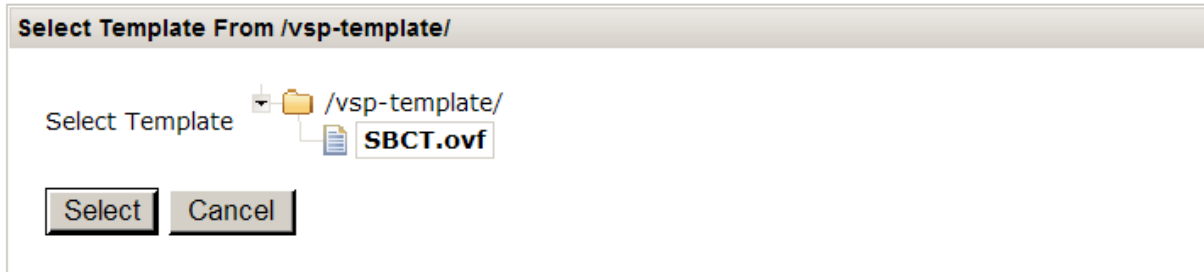 Select Template From /vsp-template/
/vsp-template/
Select Template
SBCT.ovf
Select Cancel